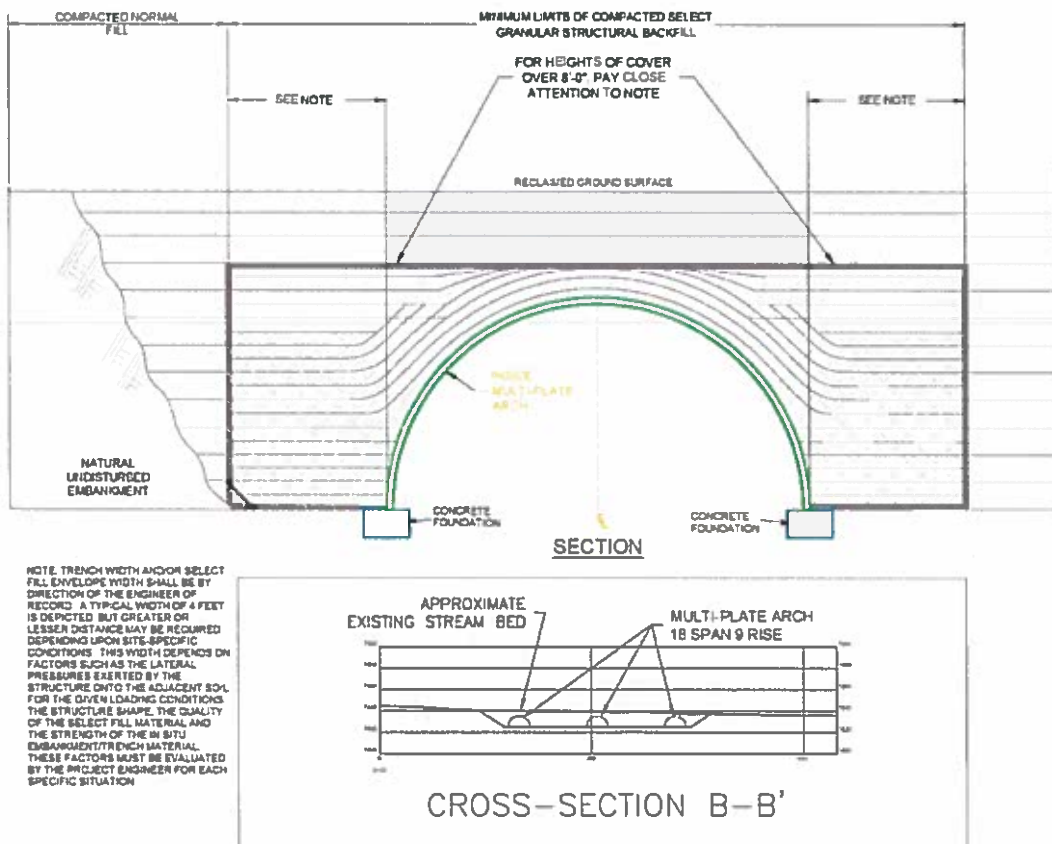 COMPACTED NORMAL
FILL
MINIMUM LIMITS OF COMPACTED SELECT
GRANULAR STRUCTURAL BACKFILL
FOR HEIGHTS OF COVER
OVER 8'-0", PAY CLOSE
ATTENTION TO NOTE
SEE NOTE
SEE NOTE
RECLAIMED GROUND SURFACE
INSIDE
MULTI-PLATE
ARCH
NATURAL
UNDISTURBED
EMBANKMENT
CONCRETE
FOUNDATION
CONCRETE
FOUNDATION
SECTION
NOTE: TRENCH WIDTH AND/OR SELECT
FILL ENVELOPE WIDTH SHALL BE BY
DIRECTION OF THE ENGINEER OF
RECORD. A TYPICAL WIDTH OF 4 FEET
IS DEPICTED BUT GREATER OR
LESSER DISTANCE MAY BE REQUIRED
DEPENDING UPON SITE-SPECIFIC
CONDITIONS. THIS WIDTH DEPENDS ON
FACTORS SUCH AS THE LATERAL
PRESSURES EXERTED BY THE
STRUCTURE ONTO THE ADJACENT SOIL
FOR THE GIVEN LOADING CONDITIONS
THE STRUCTURE SHAPE, THE QUALITY
OF THE SELECT FILL MATERIAL AND
THE STRENGTH OF THE IN SITU
EMBANKMENT/TRENCH MATERIAL.
THESE FACTORS MUST BE EVALUATED
BY THE PROJECT ENGINEER FOR EACH
SPECIFIC SITUATION
APPROXIMATE
EXISTING STREAM BED
MULTI-PLATE ARCH
18 SPAN 9 RISE
CROSS-SECTION B-B'